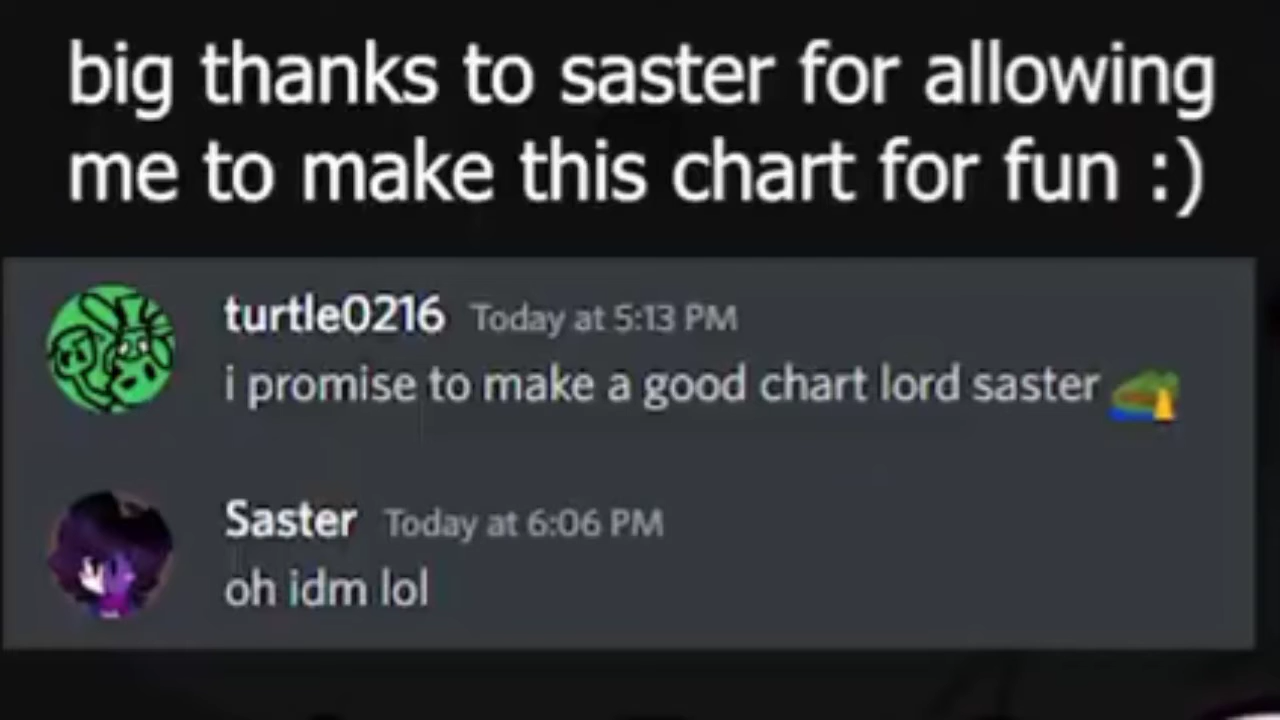 big thanks to saster for allowing
me to make this chart for fun :)
turtle0216 Today at 5:13 PM
i promise to make a good chart lord saster
Saster Today at 6:06 PM
oh idm lol